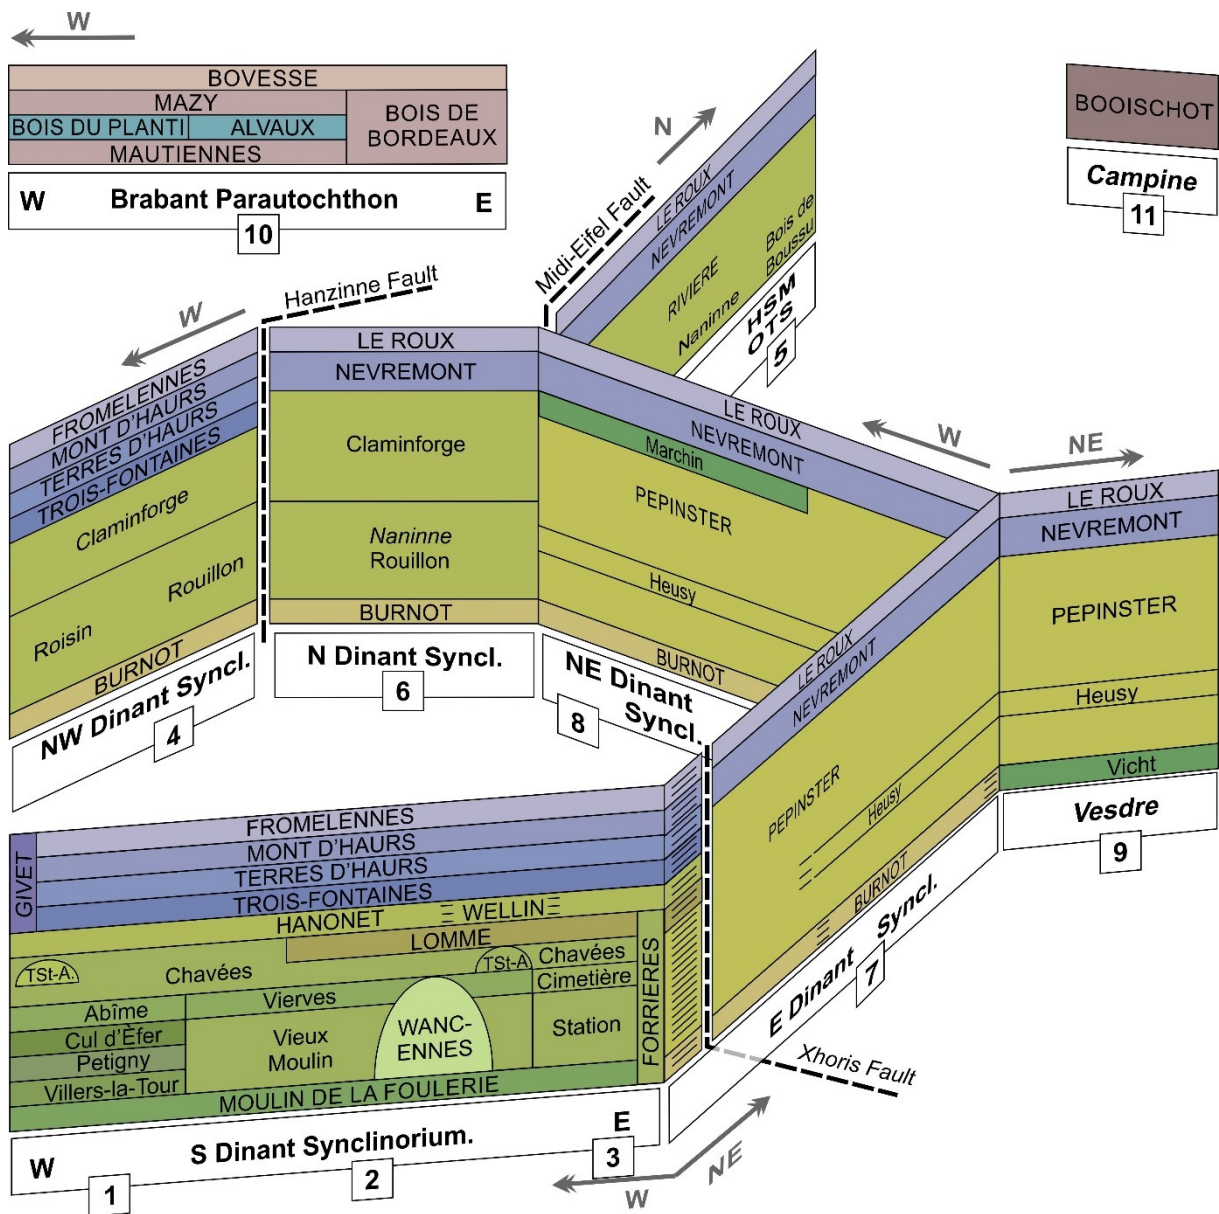 W
BOVESSE
MAZY
BOIS DU PLANTI
ALVAUX
MAUTIENNES
BOIS DE
BORDEAUX
W Brabant Parautochthon E
10
N
BOOISCHOT
Campine
11
Midi-Eifel Fault
Hanzinne Fault
LE ROUX
NEVREMONT
RIVIERE
Bois de
Boussu
Naninne
HSM
OTS
5
W
FROMELENNES
MONT D'HAURS
TERRES D'HAURS
TROIS-FONTAINES
Claminforge
Rouillon
Roisin
BURNOT
NW Dinant Syncl.
4
LE ROUX
NEVREMONT
Claminforge
Naninne
Rouillon
BURNOT
N Dinant Syncl.
6
LE ROUX
NEVREMONT
Marchin
PEPINSTER
Heusy
BURNOT
NE Dinant
Syncl.
8
W
NE
LE ROUX
NEVREMONT
PEPINSTER
Heusy
Vicht
Vesdre
9
LE ROUX
NEVREMONT
PEPINSTER
Heusy
BURNOT
E Dinant Syncl.
7
Xhoris Fault
GIVET
FROMELENNES
MONT D'HAURS
TERRES D'HAURS
TROIS-FONTAINES
HANONET
WELLIN
LOMME
TSt-A.
Chavées
TSt-A
Chavées
Cimetière
Abîme
Vierves
Cul d'Èfer
Petigny
Villers-la-Tour
Vieux
Moulin
WANC-
ENNES
Station
FORRIERES
MOULIN DE LA FOULERIE
W S Dinant Synclinorium. E
1
2
3
W
NE